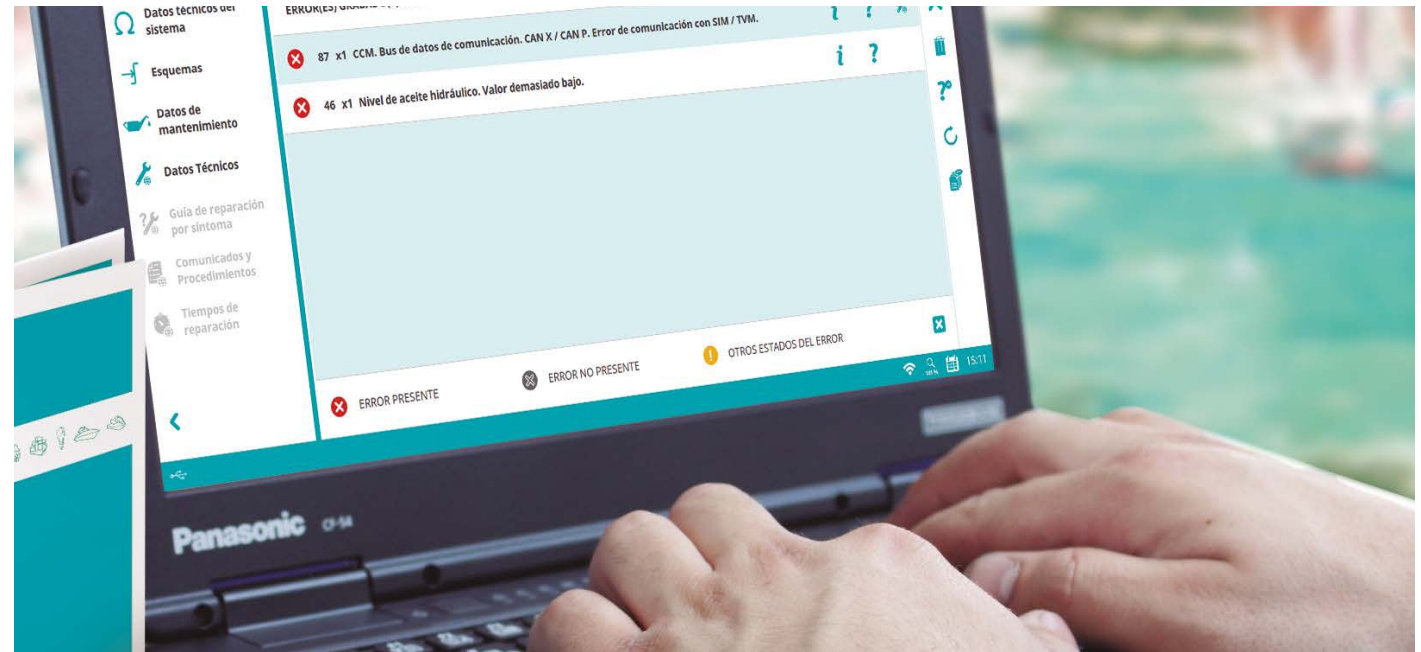 Datos técnicos del
sistema
Esquemas
Datos de
mantenimiento
Datos Técnicos
Guía de reparación
por síntoma
Comunicados y
Procedimientos
Tiempos de
reparación
87 x1 CCM. Bus de datos de comunicación. CAN X / CAN P. Error de comunicación con SIM / TVM.
46 x1 Nivel de aceite hidráulico. Valor demasiado bajo.
ERROR PRESENTE
ERROR NO PRESENTE
OTROS ESTADOS DEL ERROR
15:11
Panasonic CF-54